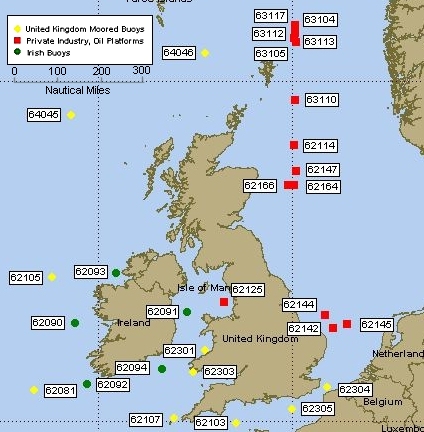 Faroe Islands
United Kingdom Moored Buoys
Private Industry, Oil Platforms
Irish Buoys
0 100 200 300
Nautical Miles
63117
63104
63112
63113
63105
64046
64045
63110
62114
62147
62166
62164
62093
62105
Isle of Man
62125
62091
62144
62090
Ireland
62142
62145
United Kingdom
62301
Netherland
62094
62303
62092
62081
62304
Belgium
62305
62107
62103
Luxembo